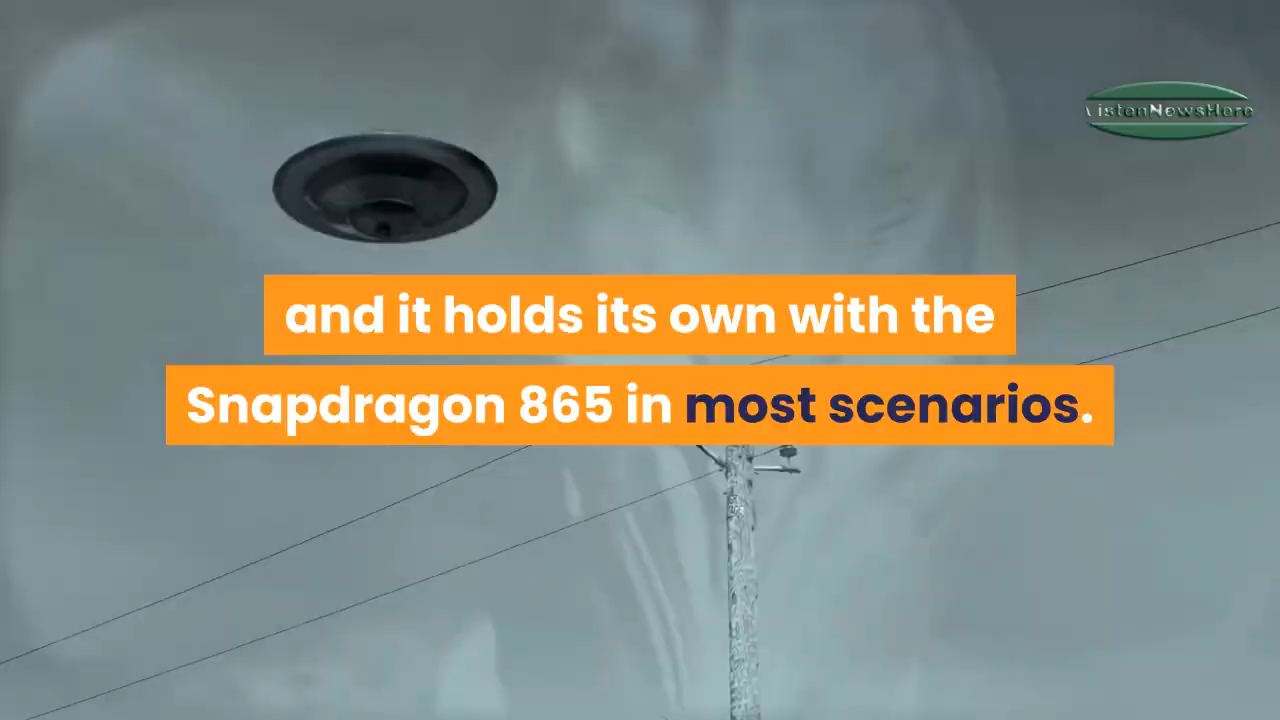 ListenNewsHere
and it holds its own with the
Snapdragon 865 in most scenarios.